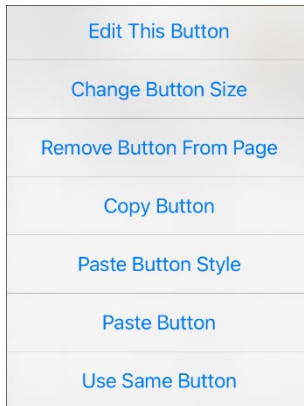 Edit This Button
Change Button Size
Remove Button From Page
Copy Button
Paste Button Style
Paste Button
Use Same Button